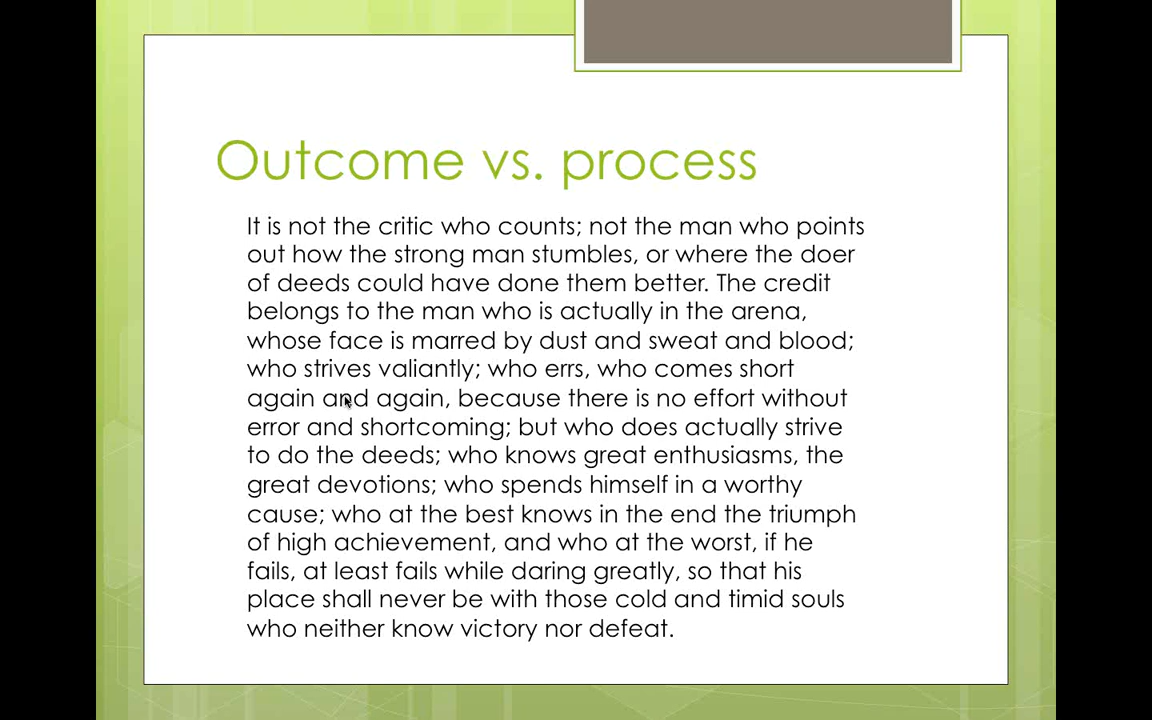 Outcome vs. process
It is not the critic who counts; not the man who points
out how the strong man stumbles, or where the doer
of deeds could have done them better. The credit
belongs to the man who is actually in the arena,
whose face is marred by dust and sweat and blood;
who strives valiantly; who errs, who comes short
again and again, because there is no effort without
error and shortcoming; but who does actually strive
to do the deeds; who knows great enthusiasms, the
great devotions; who spends himself in a worthy
cause; who at the best knows in the end the triumph
of high achievement, and who at the worst, if he
fails, at least fails while daring greatly, so that his
place shall never be with those cold and timid souls
who neither know victory nor defeat.